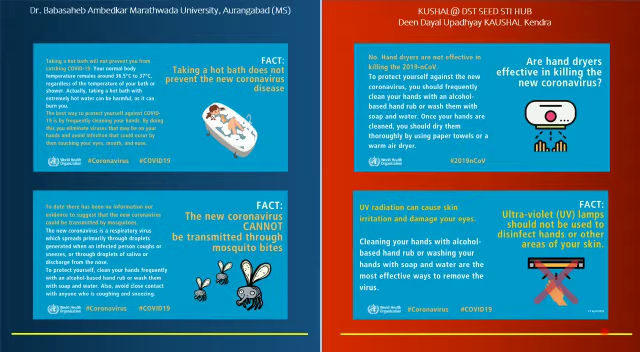 Dr. Babasaheb Ambedkar Marathwada University, Aurangabad (MS)
KUSHAL@ DST SEED STI HUB
Deen Dayal Upadhyay KAUSHAL Kendra
Taking a hot bath will not prevent you from
catching COVID-19. Your normal body
temperature remains around 36.5°C to 37°C,
regardless of the temperature of your bath or
shower. Actually, taking a hot bath with
extremely hot water can be harmful, as it can
burn you.
The best way to protect yourself against COVID-
19 is by frequently cleaning your hands. By doing
this you eliminate viruses that may be on your
hands and avoid infection that could occur by
then touching your eyes, mouth, and nose.
FACT:
Taking a hot bath does not
prevent the new coronavirus
disease
World Health
Organization
#Coronavirus #COVID19
No. Hand dryers are not effective in
killing the 2019-nCoV.
To protect yourself against the new
coronavirus, you should frequently
clean your hands with an alcohol-
based hand rub or wash them with
soap and water. Once your hands are
cleaned, you should dry them
thoroughly by using paper towels or a
warm air dryer.
Are hand dryers
effective in killing the
new coronavirus?
World Health
Organization
#2019nCoV
To date there has been no information nor
evidence to suggest that the new coronavirus
could be transmitted by mosquitoes.
The new coronavirus is a respiratory virus
which spreads primarily through droplets
generated when an infected person coughs or
sneezes, or through droplets of saliva or
discharge from the nose.
To protect yourself, clean your hands frequently
with an alcohol-based hand rub or wash them
with soap and water. Also, avoid close contact
with anyone who is coughing and sneezing.
FACT:
The new coronavirus
CANNOT
be transmitted through
mosquito bites
World Health
Organization
#Coronavirus #COVID19
UV radiation can cause skin
irritation and damage your eyes.
Cleaning your hands with alcohol-
based hand rub or washing your
hands with soap and water are the
most effective ways to remove the
virus.
FACT:
Ultra-violet (UV) lamps
should not be used to
disinfect hands or other
areas of your skin.
World Health
Organization
#Coronavirus #COVID19